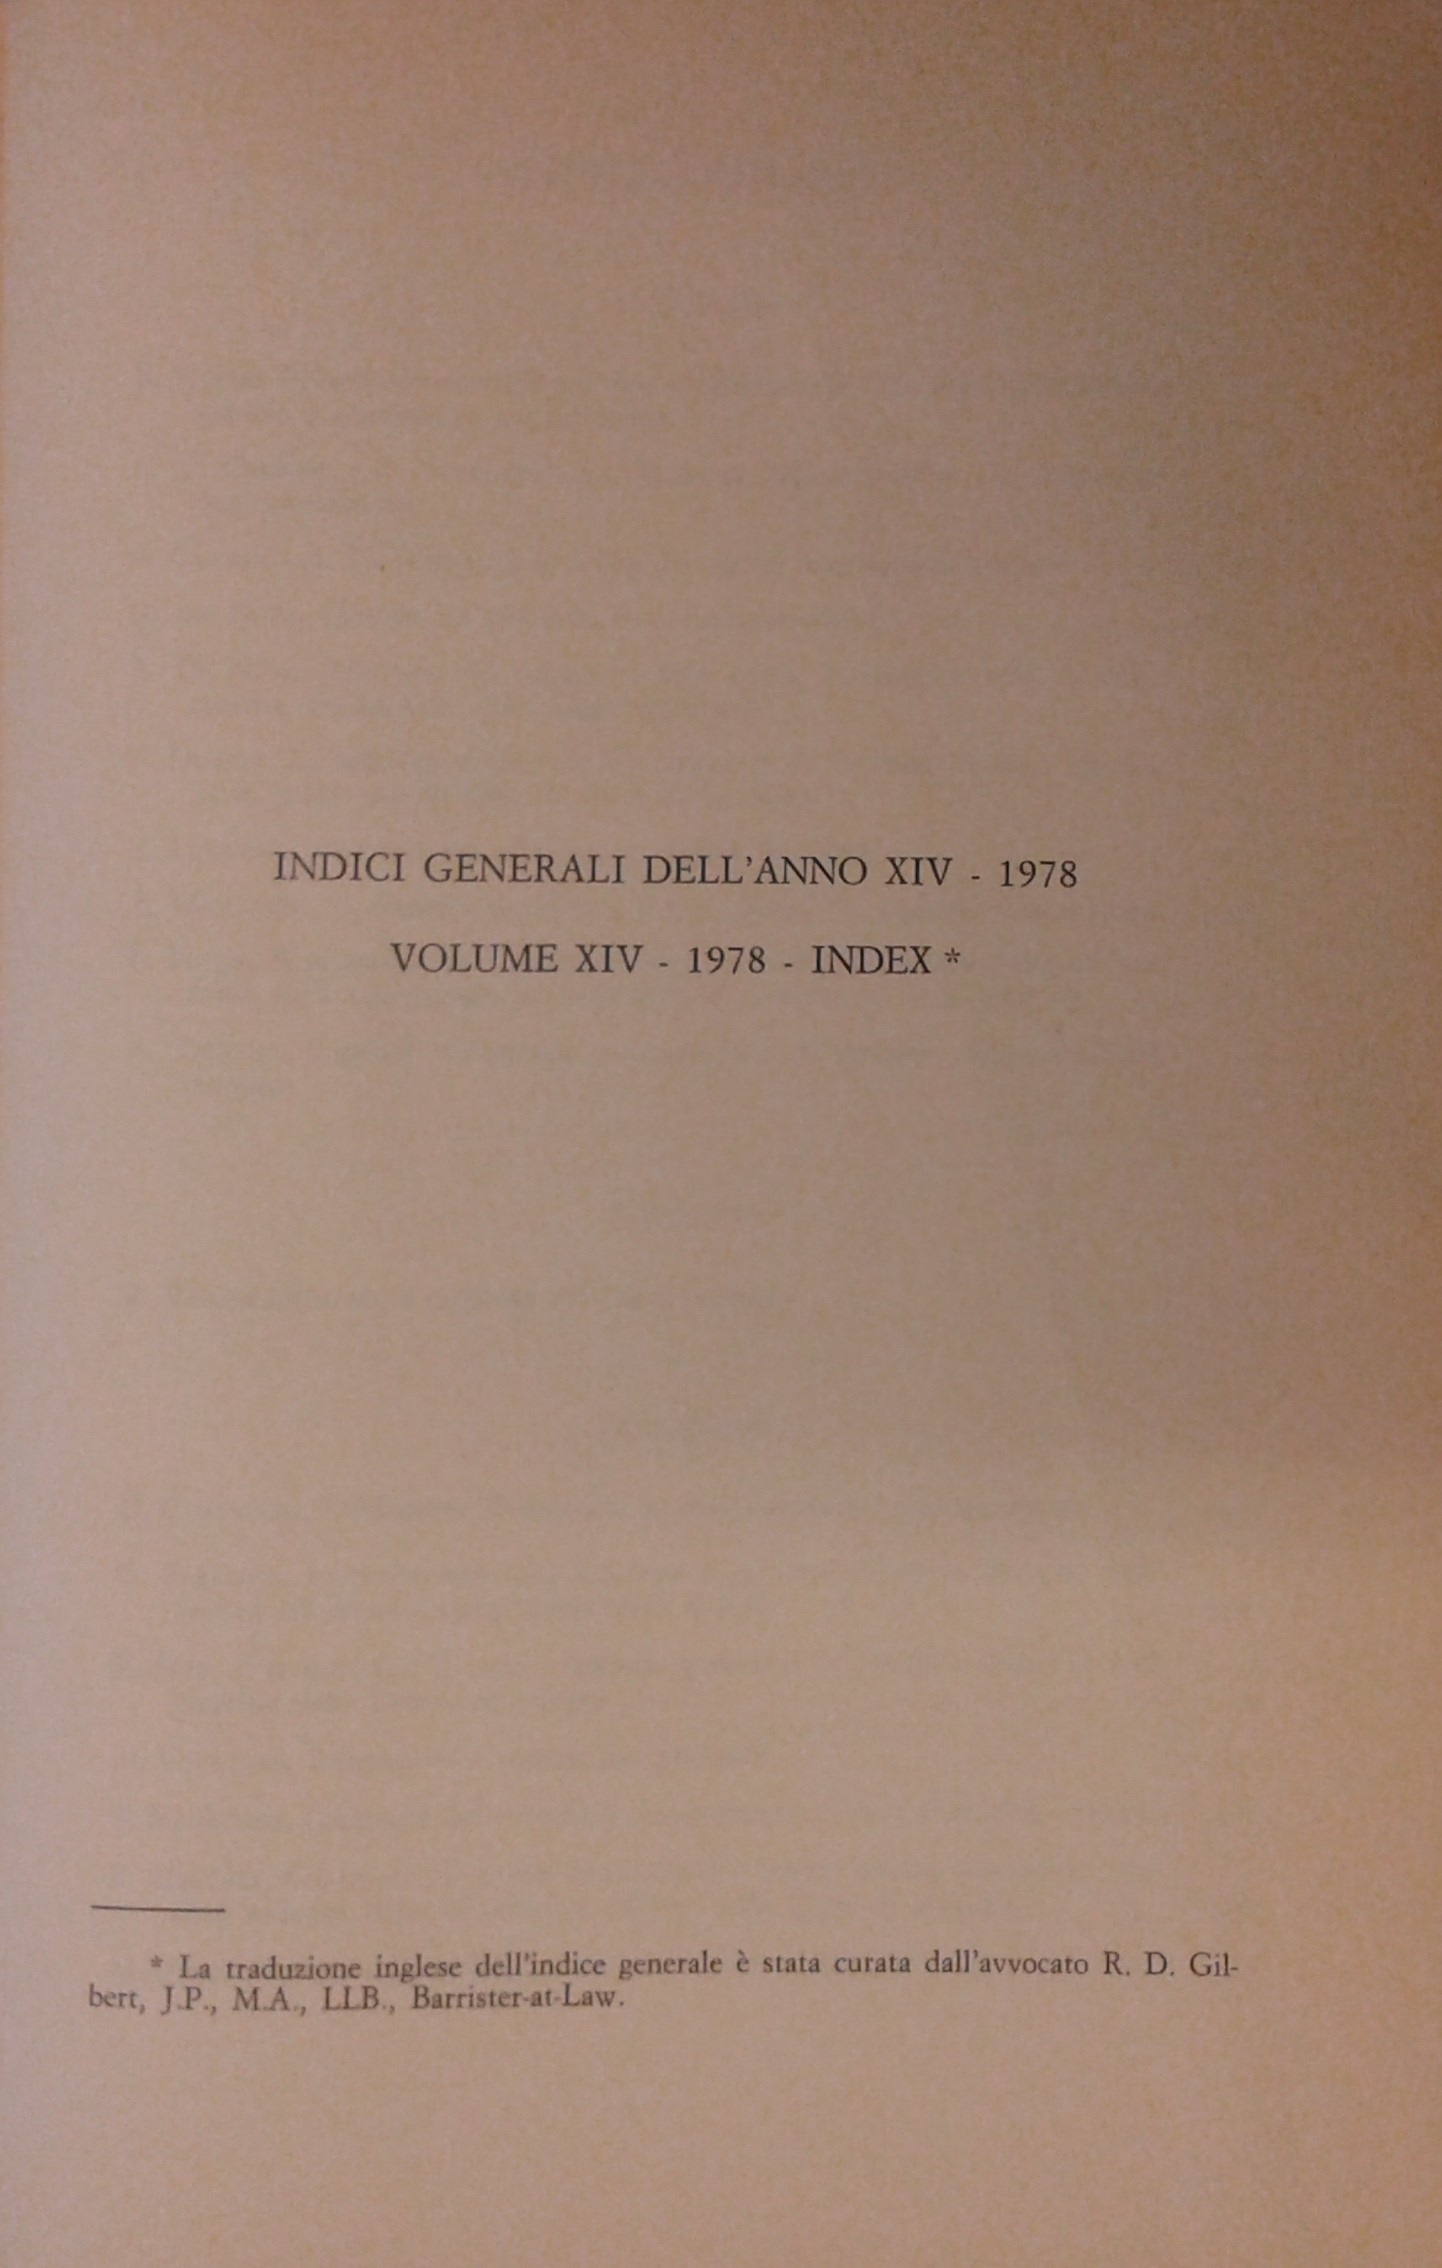 INDICI GENERALI DELL'ANNO XIV - 1978
VOLUME XIV - 1978 - INDEX *
* La traduzione inglese dell'indice generale è stata curata dall'avvocato R. D. Gil-
bert, J.P., M.A., LLB., Barrister-at-Law.